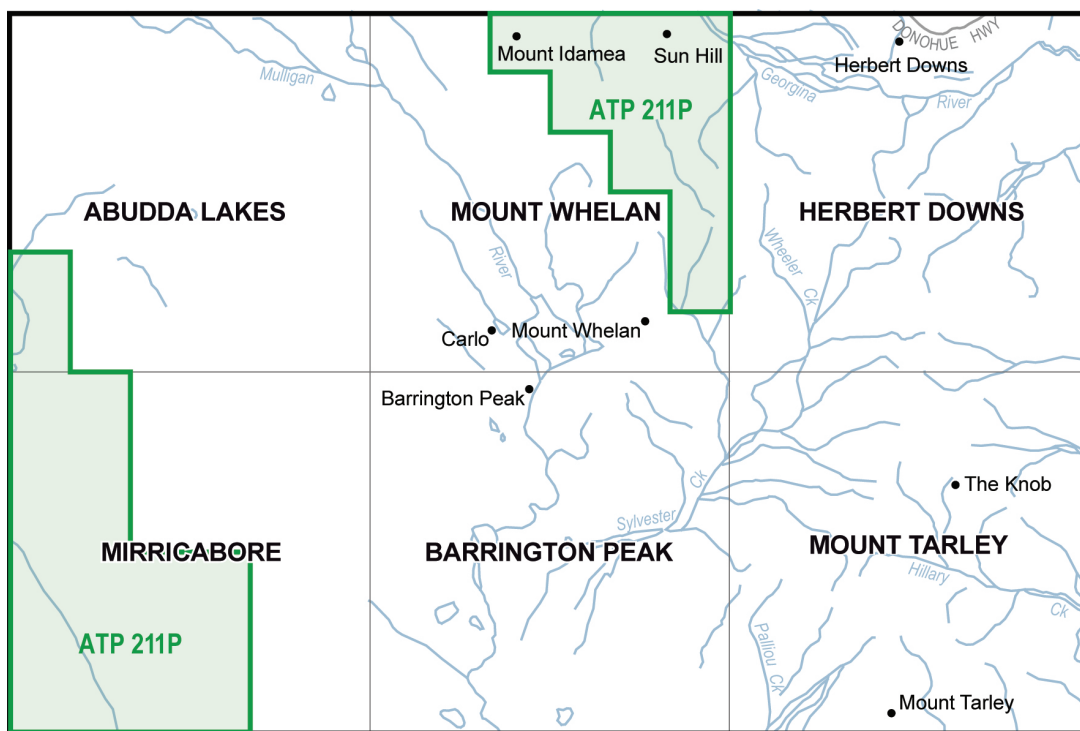 DONOHUE HWY
Mount Idamea
Sun Hill
Herbert Downs
Mulligan
Georgina
River
ATP 211P
ABUDDA LAKES
MOUNT WHELAN
HERBERT DOWNS
River
Wheeler
Ck
Carlo
Mount Whelan
Barrington Peak
Ck
The Knob
Sylvester
MIRRICABORE
BARRINGTON PEAK
MOUNT TARLEY
Hillary
Ck
ATP 211P
Palliou Ck
Mount Tarley